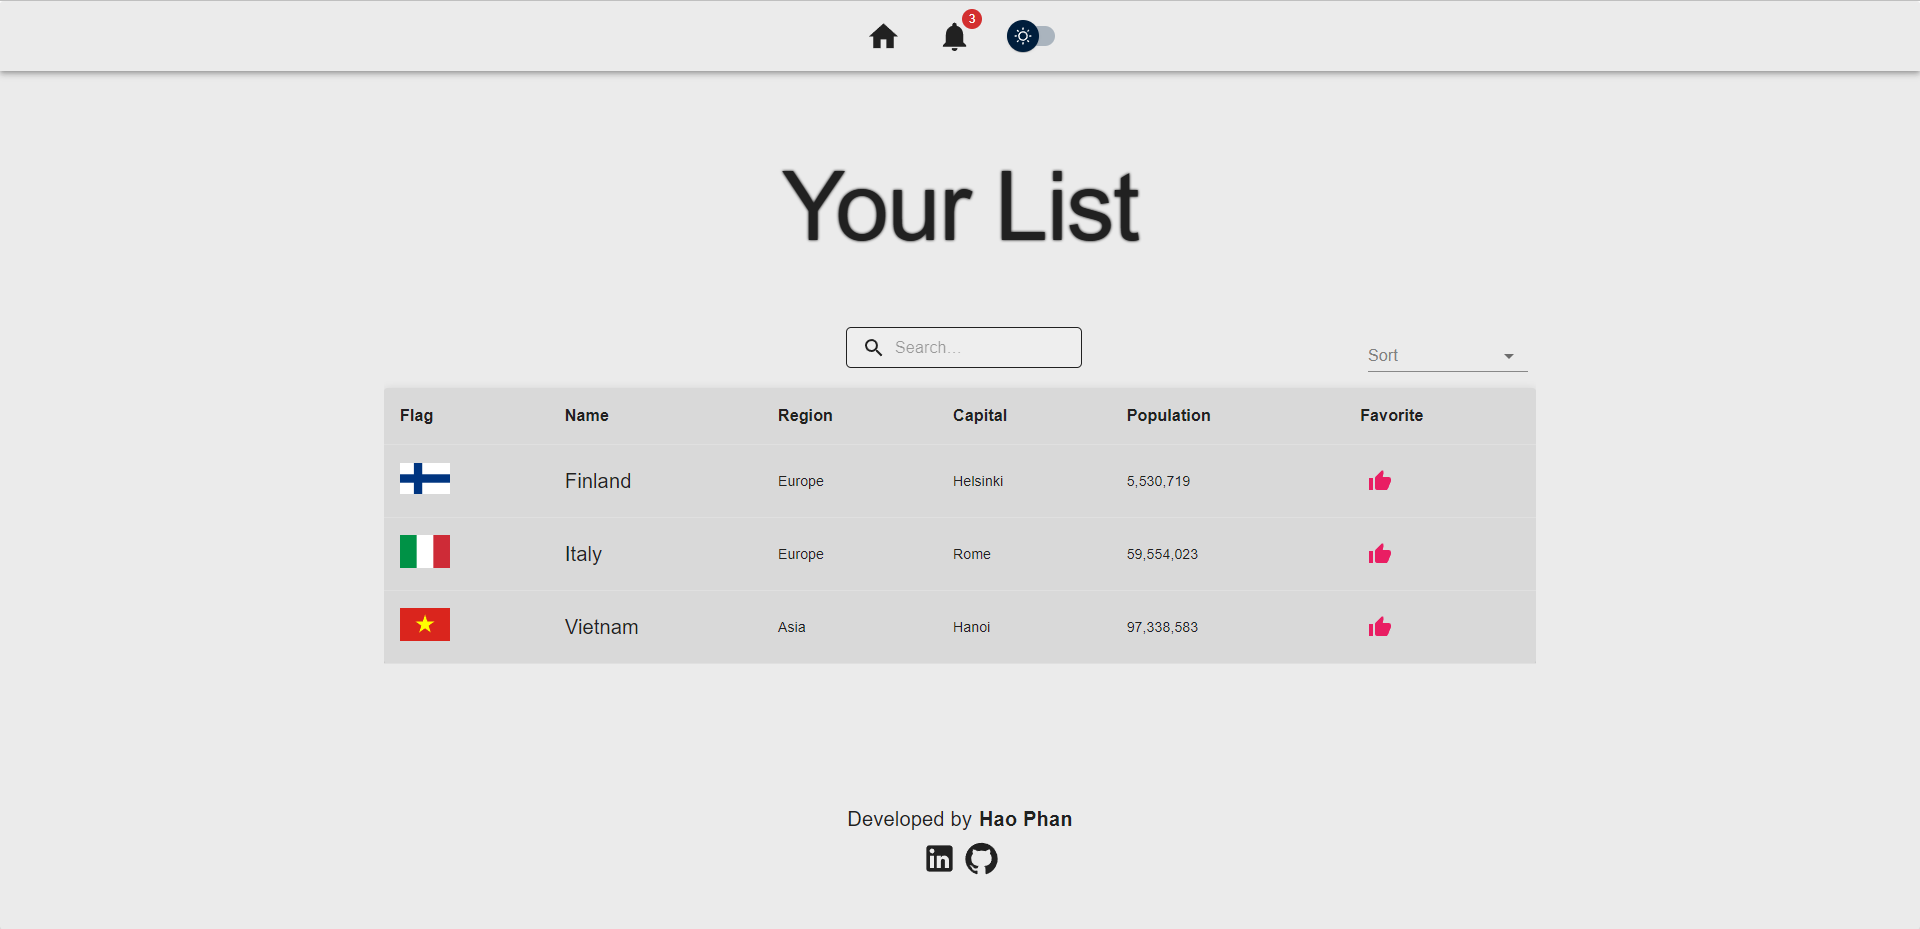 3
Your List
Search...
Sort
Flag Name Region Capital Population Favorite
Finland Europe Helsinki 5,530,719
Italy Europe Rome 59,554,023
Vietnam Asia Hanoi 97,338,583
Developed by Hao Phan
in